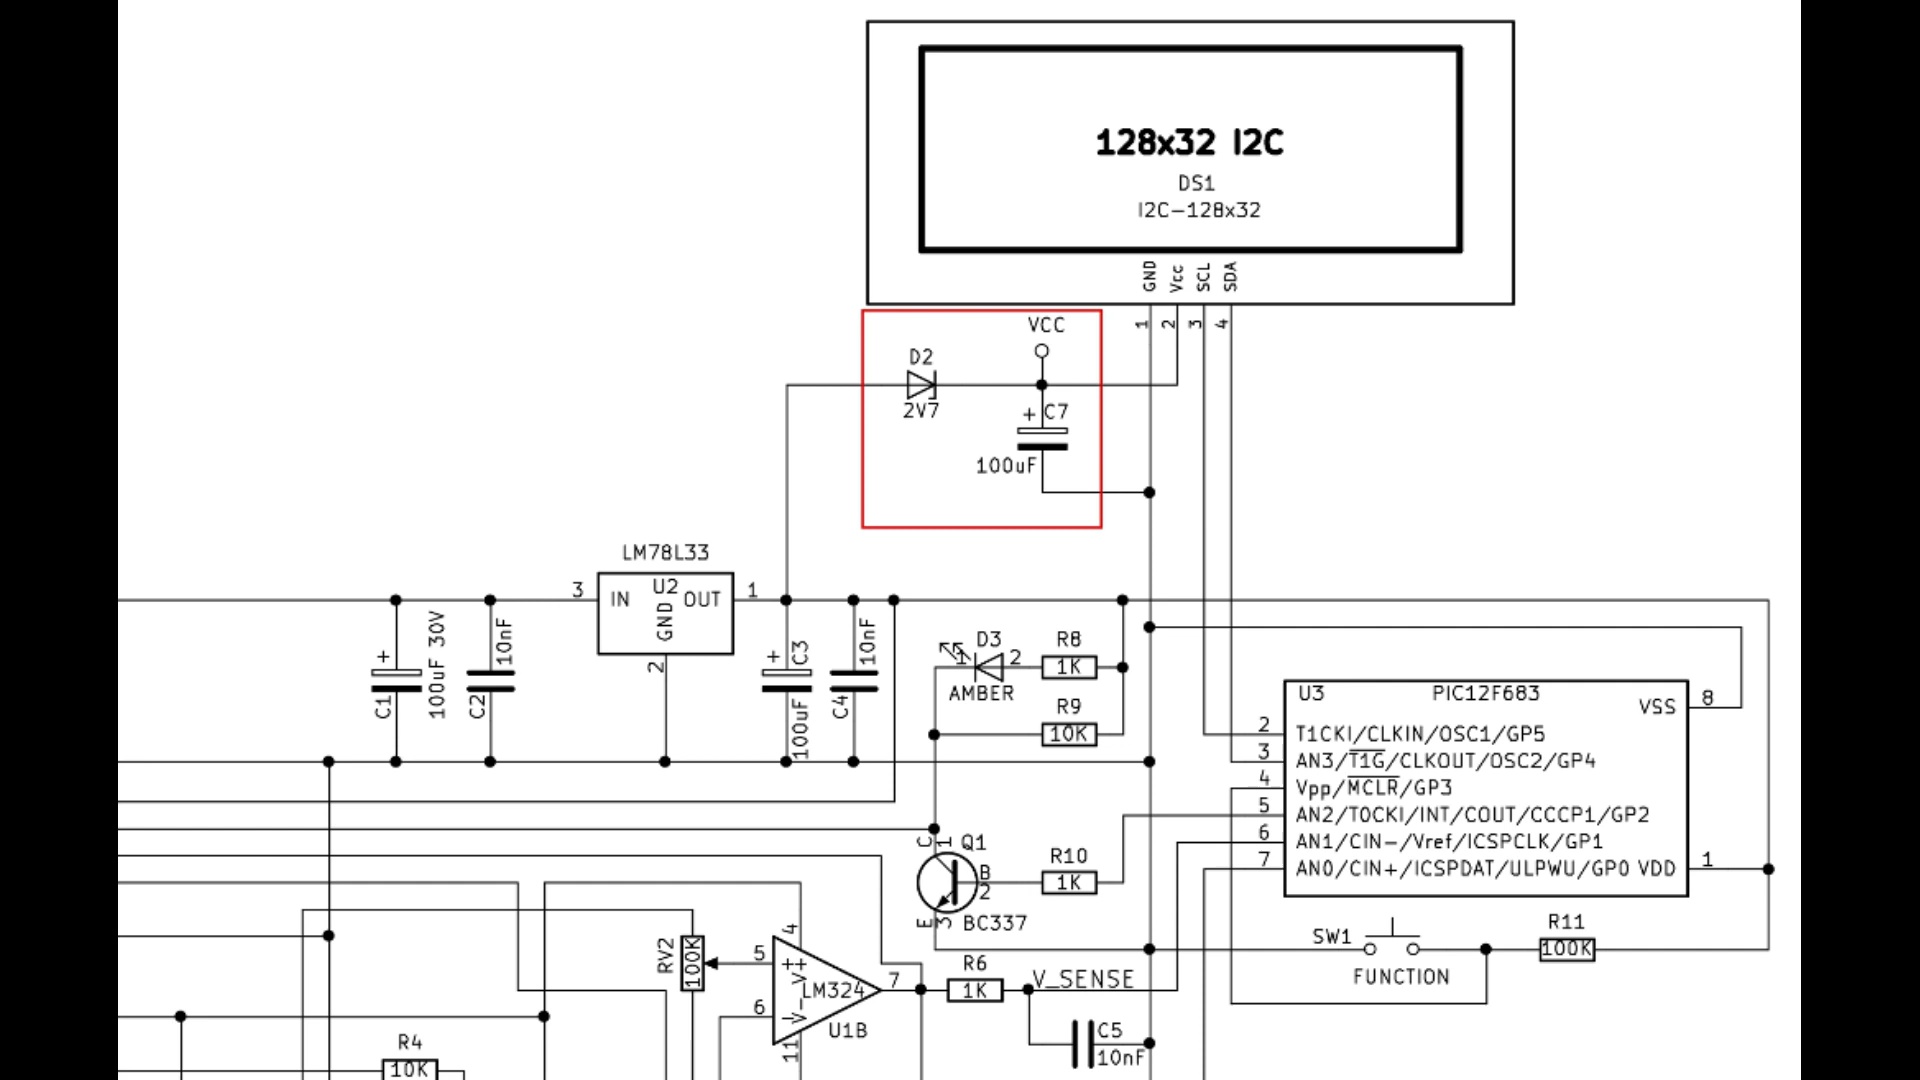 128x32 I2C
DS1
I2C-128x32
GND
Vcc
SCL
SDA
1
2
3
4
VCC
D2
2V7
+
C7
100uF
LM78L33
3
IN
U2
OUT
GND
1
2
+
C1
100uF 30V
C2
10nF
+
C3
100uF
C4
10nF
D3
1
2
AMBER
R8
1K
R9
10K
U3
PIC12F683
VSS
8
2
T1CKI/CLKIN/OSC1/GP5
3
AN3/T1G/CLKOUT/OSC2/GP4
4
Vpp/MCLR/GP3
5
AN2/T0CKI/INT/COUT/CCCP1/GP2
6
AN1/CIN-/Vref/ICSPCLK/GP1
7
AN0/CIN+/ICSPDAT/ULPWU/GP0
VDD
1
C
1
Q1
B
2
E
3
BC337
R10
1K
SW1
FUNCTION
R11
100K
RV2
100K
4
5
+
V+
LM324
7
6
-
V-
U1B
11
R6
1K
V_SENSE
C5
10nF
R4
10K